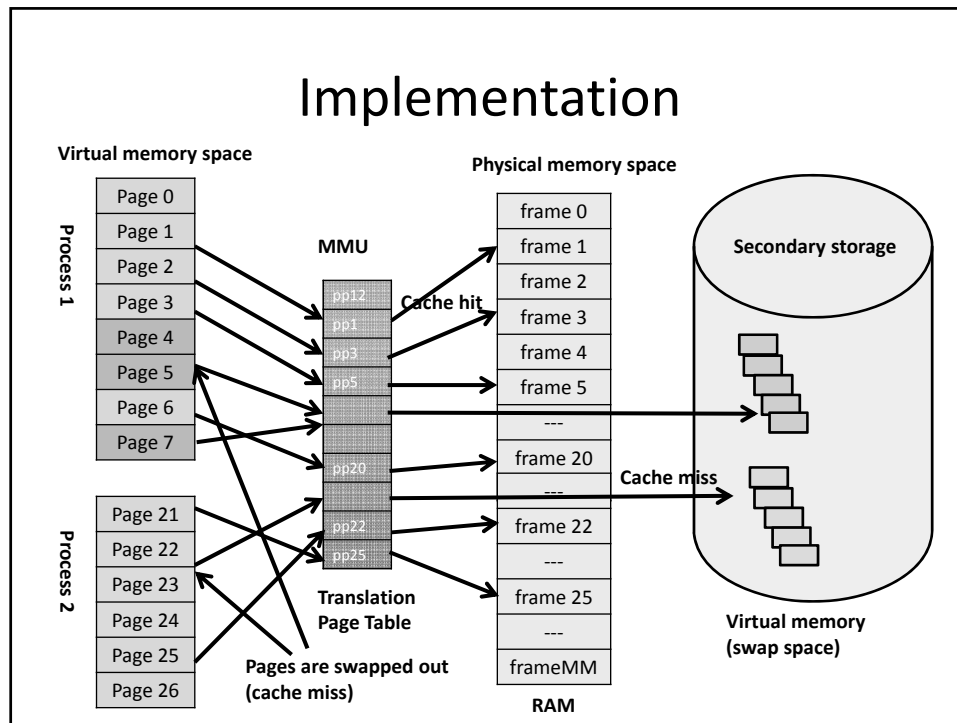 Implementation
Virtual memory space
Process 1
Page 0
Page 1
Page 2
Page 3
Page 4
Page 5
Page 6
Page 7
Process 2
Page 21
Page 22
Page 23
Page 24
Page 25
Page 26
MMU
pp12
pp1
pp3
pp5
pp20
pp22
pp25
Translation
Page Table
Pages are swapped out
(cache miss)
Cache hit
Physical memory space
frame 0
frame 1
frame 2
frame 3
frame 4
frame 5
---
frame 20
---
frame 22
---
frame 25
---
frameMM
RAM
Cache miss
Secondary storage
Virtual memory
(swap space)